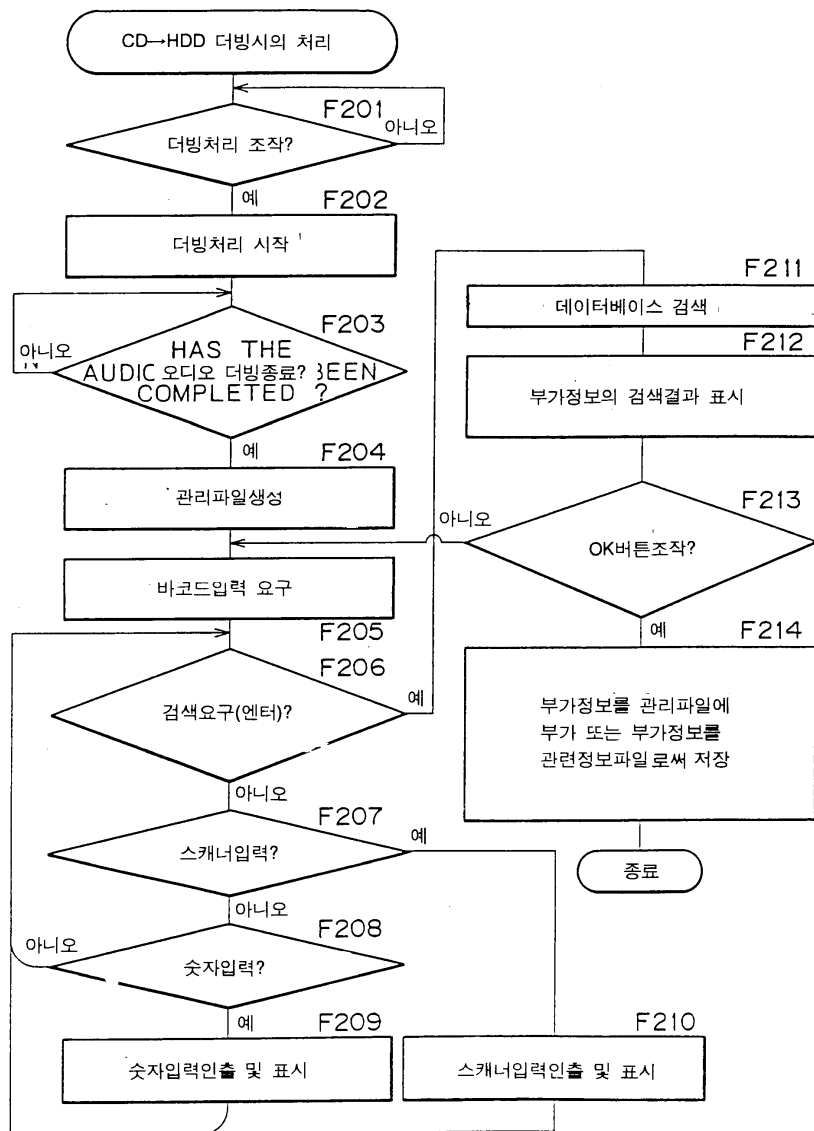 CD→HDD 더빙시의 처리
F201
더빙처리 조작?
아니오
예
F202
더빙처리 시작
F203
아니오
HAS THE
AUDIO 오디오 더빙종료? BEEN
COMPLETED ?
예
F204
관리파일생성
바코드입력 요구
F205
F206
검색요구(엔터)?
예
아니오
F207
스캐너입력?
예
아니오
F208
아니오
숫자입력?
예
F209
숫자입력인출 및 표시
F210
스캐너입력인출 및 표시
F211
데이터베이스 검색
F212
부가정보의 검색결과 표시
F213
아니오
OK버튼조작?
예
F214
부가정보를 관리파일에
부가 또는 부가정보를
관련정보파일로써 저장
종료